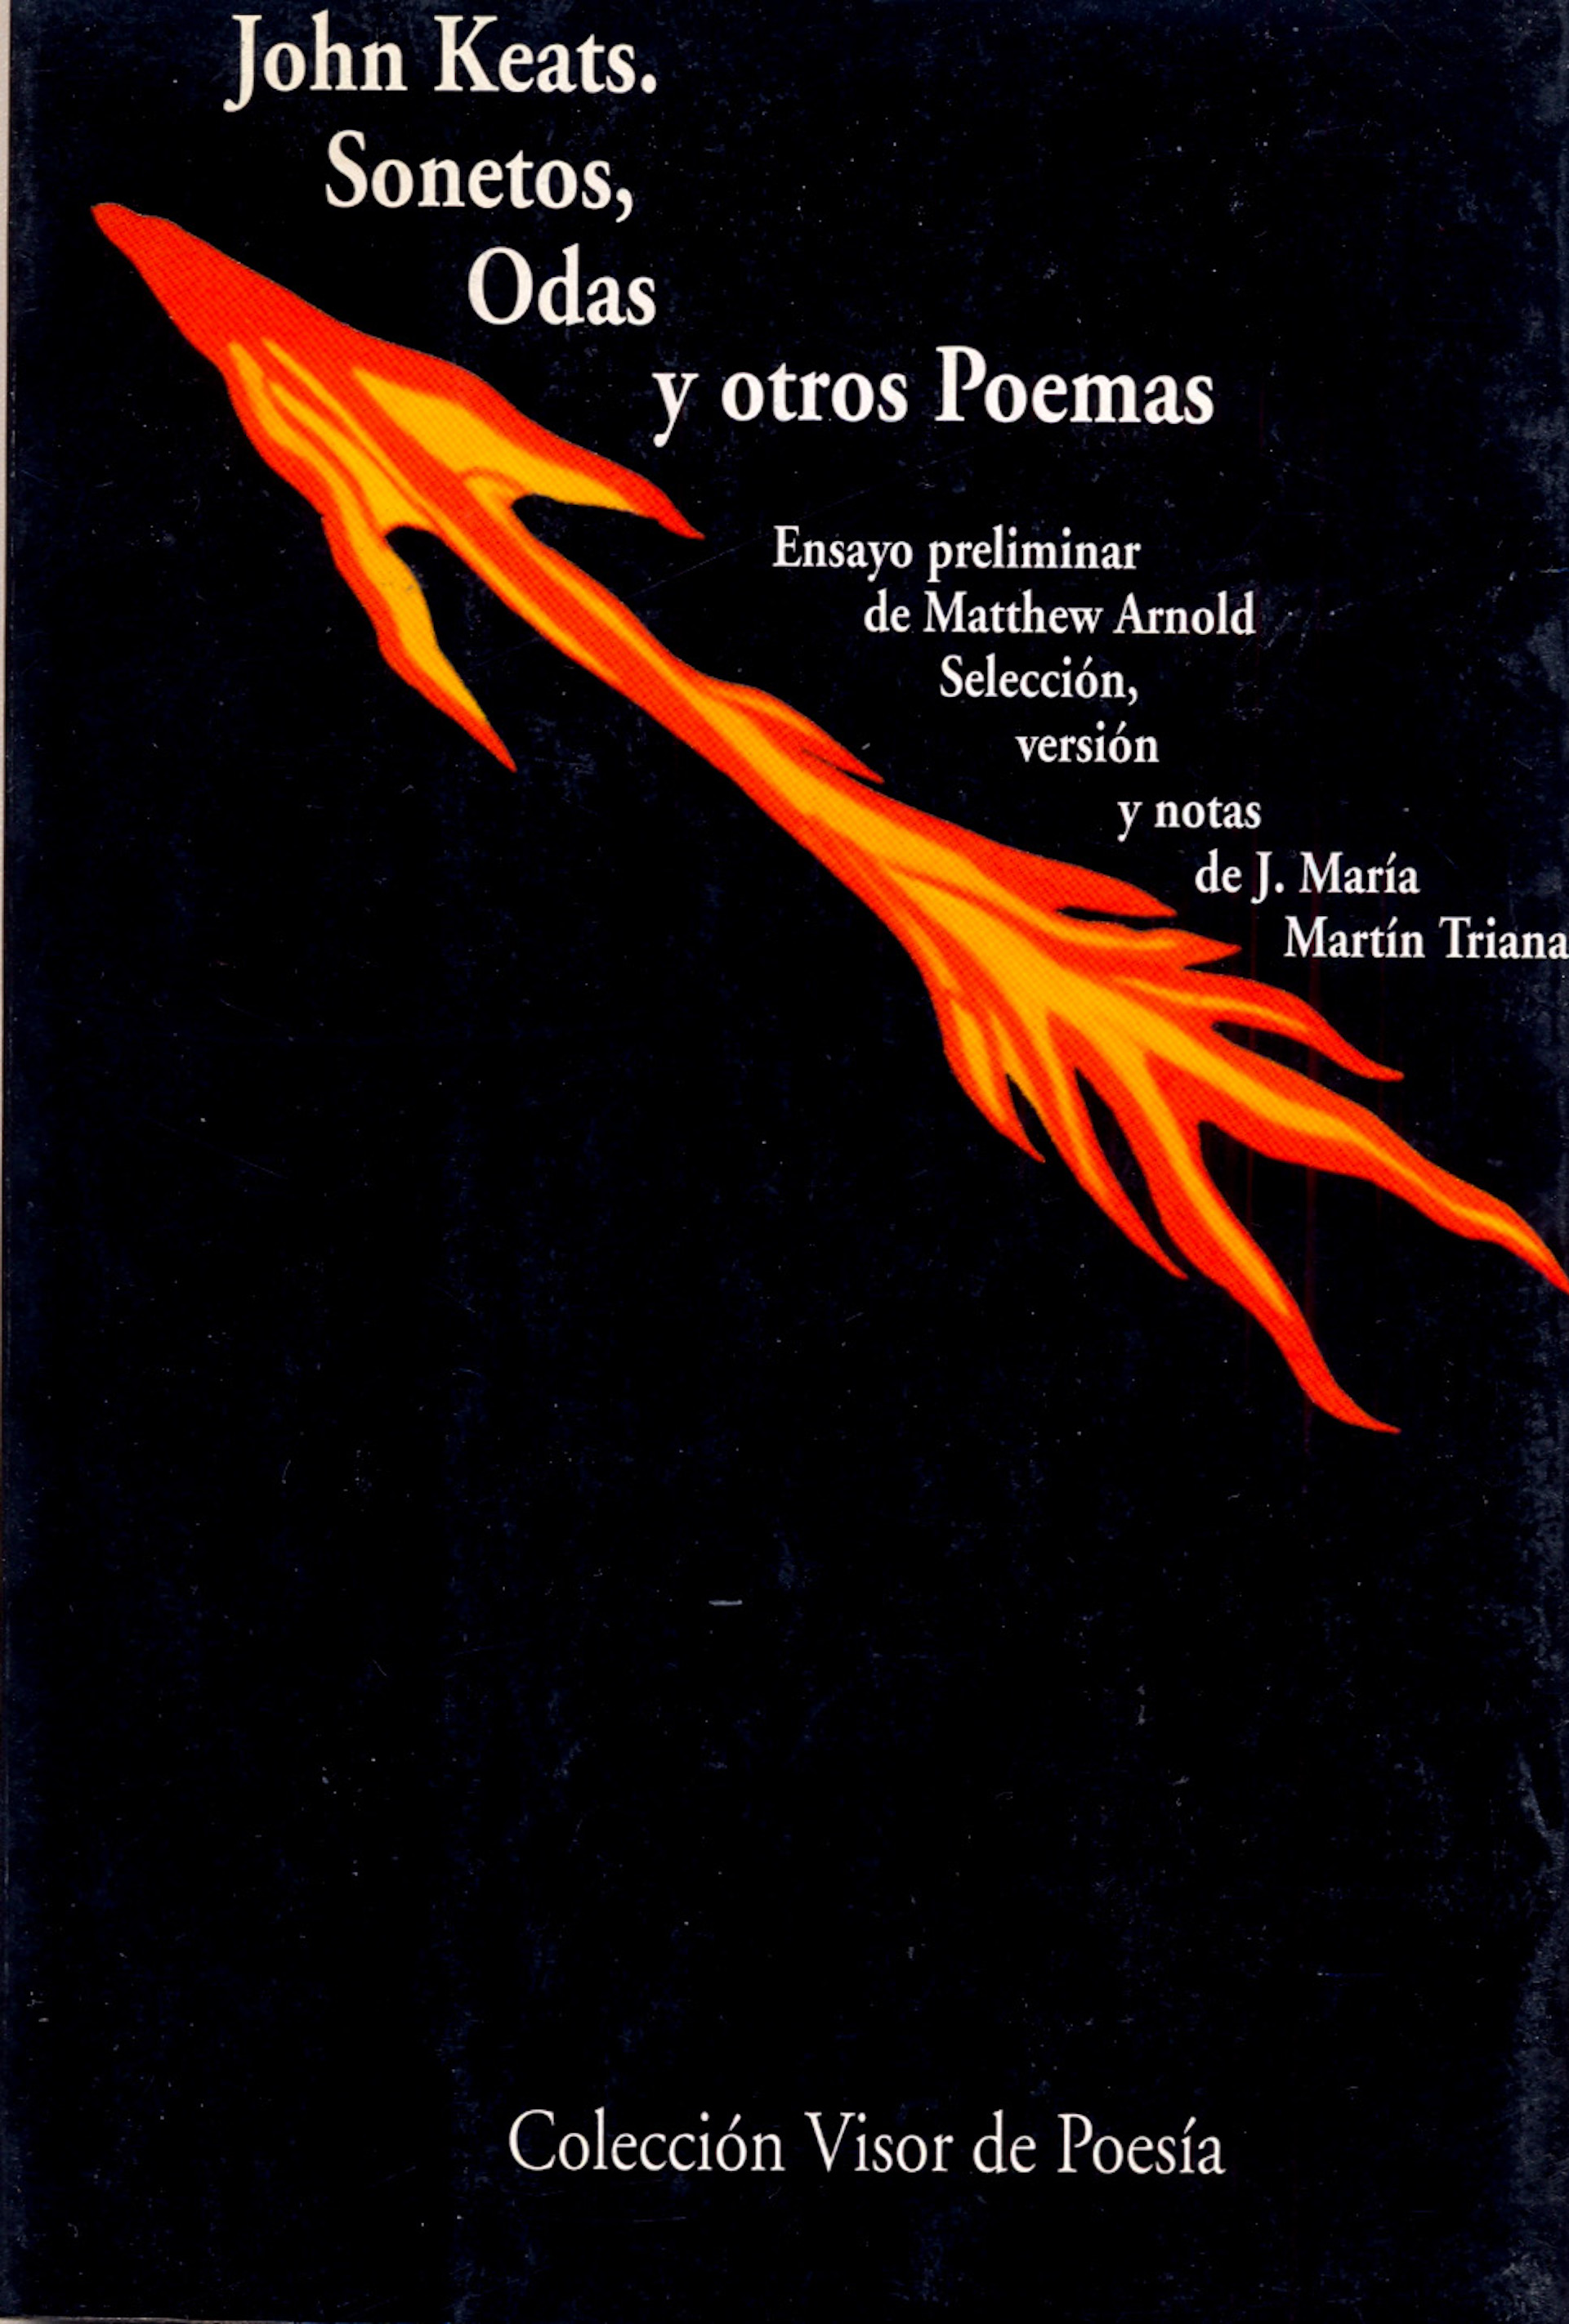 John Keats.
Sonetos,
Odas
y otros Poemas
Ensayo preliminar
de Matthew Arnold
Selección,
versión
y notas
de J. María
Martín Triana
Colección Visor de Poesía